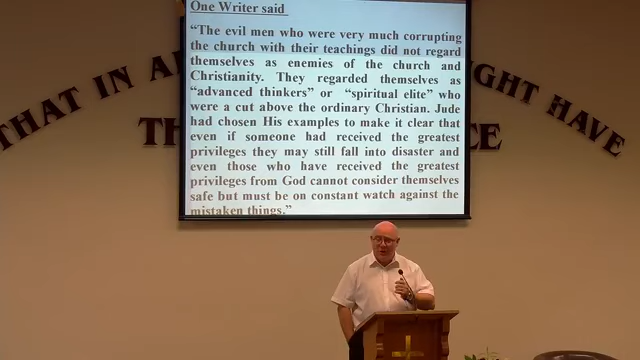 One Writer said
“The evil men who were very much corrupting
the church with their teachings did not regard
themselves as enemies of the church and
Christianity. They regarded themselves as
“advanced thinkers” or “spiritual elite” who
were a cut above the ordinary Christian. Jude
had chosen His examples to make it clear that
even if someone had received the greatest
privileges they may still fall into disaster and
even those who have received the greatest
privileges from God cannot consider themselves
safe but must be on constant watch against the
mistaken things.”
THAT IN A
GHT HAVE
TH
CE